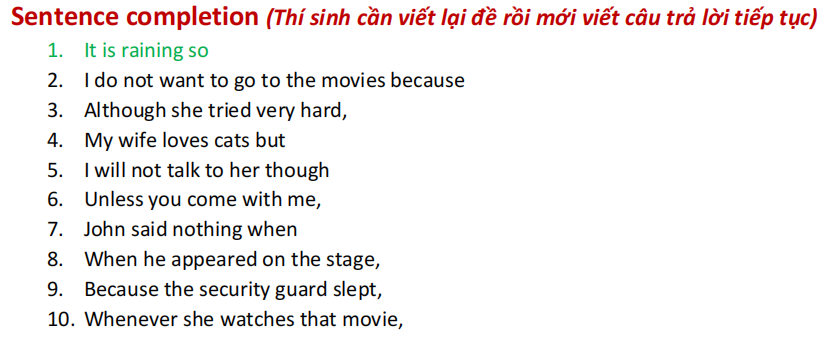 Sentence completion (Thí sinh cần viết lại đề rồi mới viết câu trả lời tiếp tục)
1. It is raining so
2. I do not want to go to the movies because
3. Although she tried very hard,
4. My wife loves cats but
5. I will not talk to her though
6. Unless you come with me,
7. John said nothing when
8. When he appeared on the stage,
9. Because the security guard slept,
10. Whenever she watches that movie,